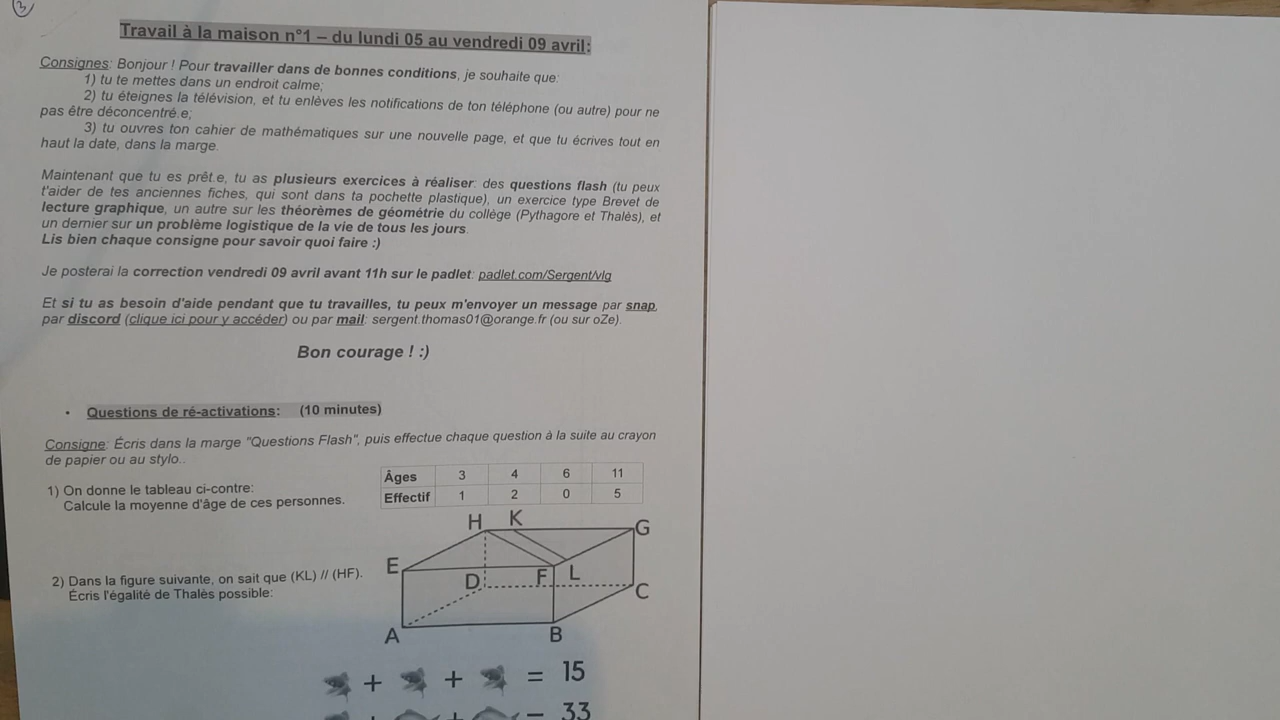 3
Travail à la maison n°1 – du lundi 05 au vendredi 09 avril:
Consignes: Bonjour ! Pour travailler dans de bonnes conditions, je souhaite que:
1) tu te mettes dans un endroit calme;
2) tu éteignes la télévision, et tu enlèves les notifications de ton téléphone (ou autre) pour ne
pas être déconcentré.e;
3) tu ouvres ton cahier de mathématiques sur une nouvelle page, et que tu écrives tout en
haut la date, dans la marge.
Maintenant que tu es prêt.e, tu as plusieurs exercices à réaliser: des questions flash (tu peux
t'aider de tes anciennes fiches, qui sont dans ta pochette plastique), un exercice type Brevet de
lecture graphique, un autre sur les théorèmes de géométrie du collège (Pythagore et Thalès), et
un dernier sur un problème logistique de la vie de tous les jours.
Lis bien chaque consigne pour savoir quoi faire :)
Je posterai la correction vendredi 09 avril avant 11h sur le padlet: padlet.com/Sergent/vlg
Et si tu as besoin d'aide pendant que tu travailles, tu peux m'envoyer un message par snap,
par discord (clique ici pour y accéder) ou par mail: sergent.thomas01@orange.fr (ou sur oZe).
Bon courage ! :)
• Questions de ré-activations: (10 minutes)
Consigne: Écris dans la marge "Questions Flash", puis effectue chaque question à la suite au crayon
de papier ou au stylo..
1) On donne le tableau ci-contre:
Calcule la moyenne d'âge de ces personnes.
Âges 3 4 6 11
Effectif 1 2 0 5
2) Dans la figure suivante, on sait que (KL) // (HF).
Écris l'égalité de Thalès possible:
H K G
E D F L C
A B
+ + = 15
+ + = 33